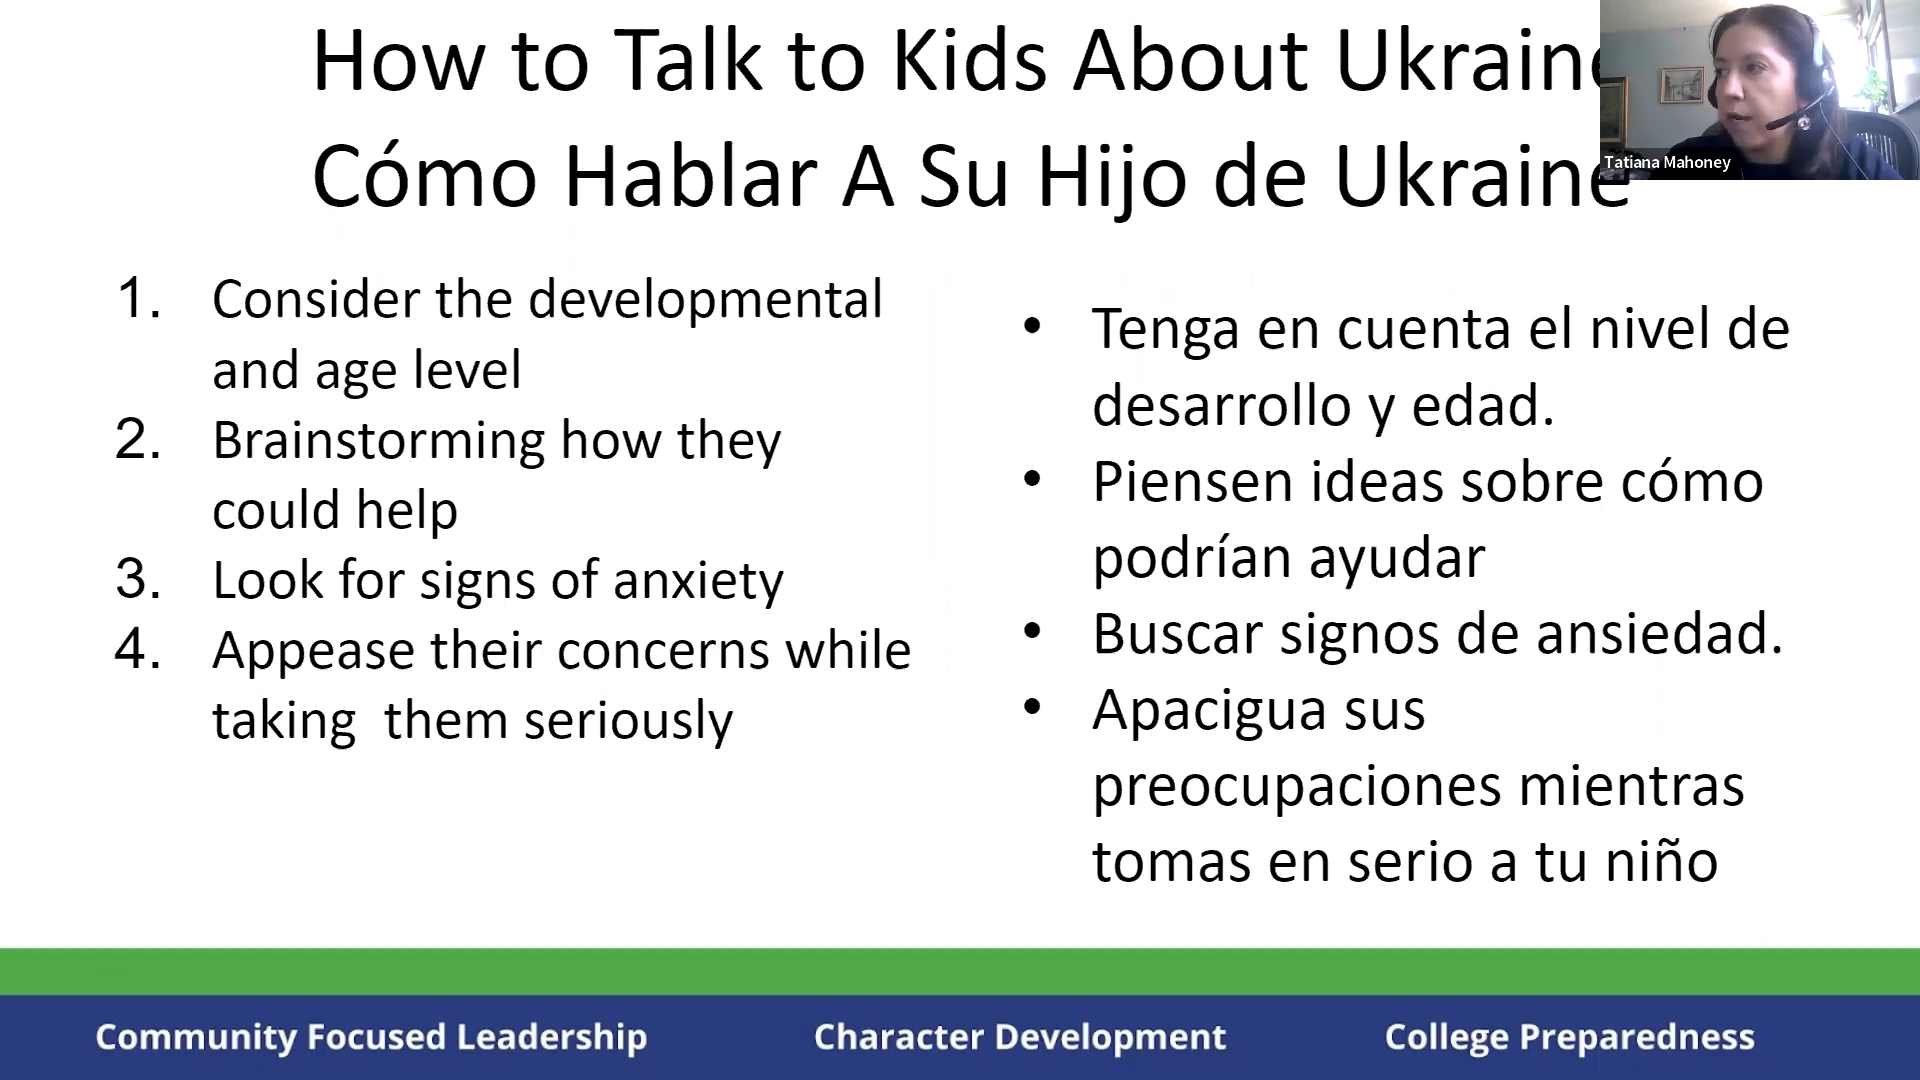 How to Talk to Kids About Ukraine
Cómo Hablar A Su Hijo de Ukraine
Tatiana Mahoney
1. Consider the developmental
and age level
2. Brainstorming how they
could help
3. Look for signs of anxiety
4. Appease their concerns while
taking  them seriously
• Tenga en cuenta el nivel de
desarrollo y edad.
• Piensen ideas sobre cómo
podrían ayudar
• Buscar signos de ansiedad.
• Apacigua sus
preocupaciones mientras
tomas en serio a tu niño
Community Focused Leadership
Character Development
College Preparedness